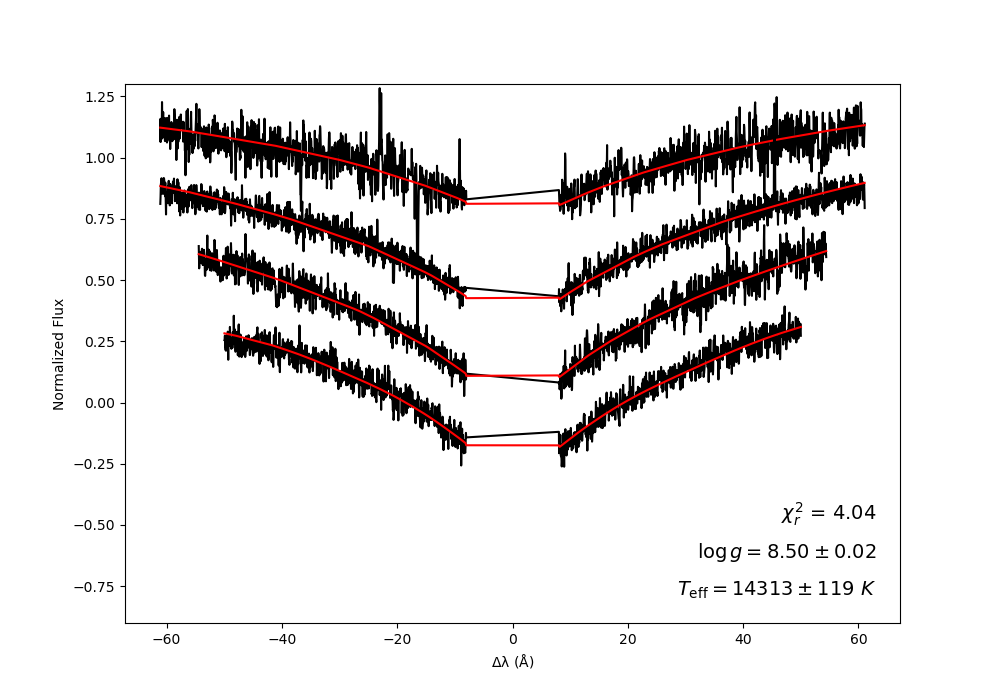 1.25
1.00
0.75
0.50
0.25
0.00
−0.25
−0.50
−0.75
Normalized Flux
χ²ᵣ = 4.04
log g = 8.50 ± 0.02
T_eff = 14313 ± 119 K
−60 −40 −20 0 20 40 60
Δλ (Å)